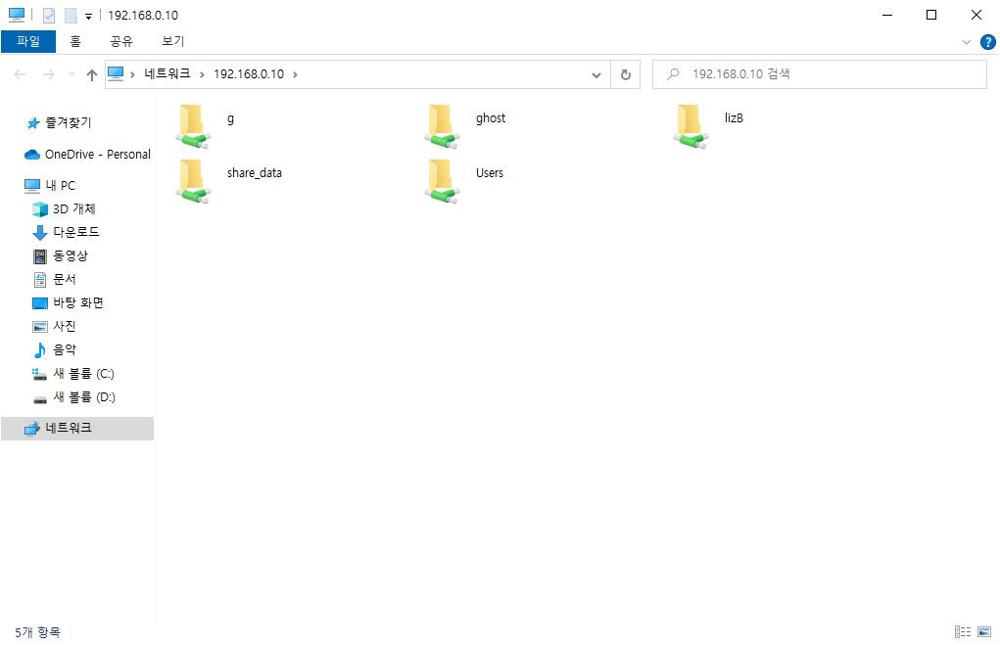 192.168.0.10
파일 홈 공유 보기
네트워크 192.168.0.10
192.168.0.10 검색
즐겨찾기
OneDrive - Personal
내 PC
3D 개체
다운로드
동영상
문서
바탕 화면
사진
음악
새 볼륨 (C:)
새 볼륨 (D:)
네트워크
g ghost lizB
share_data Users
5개 항목